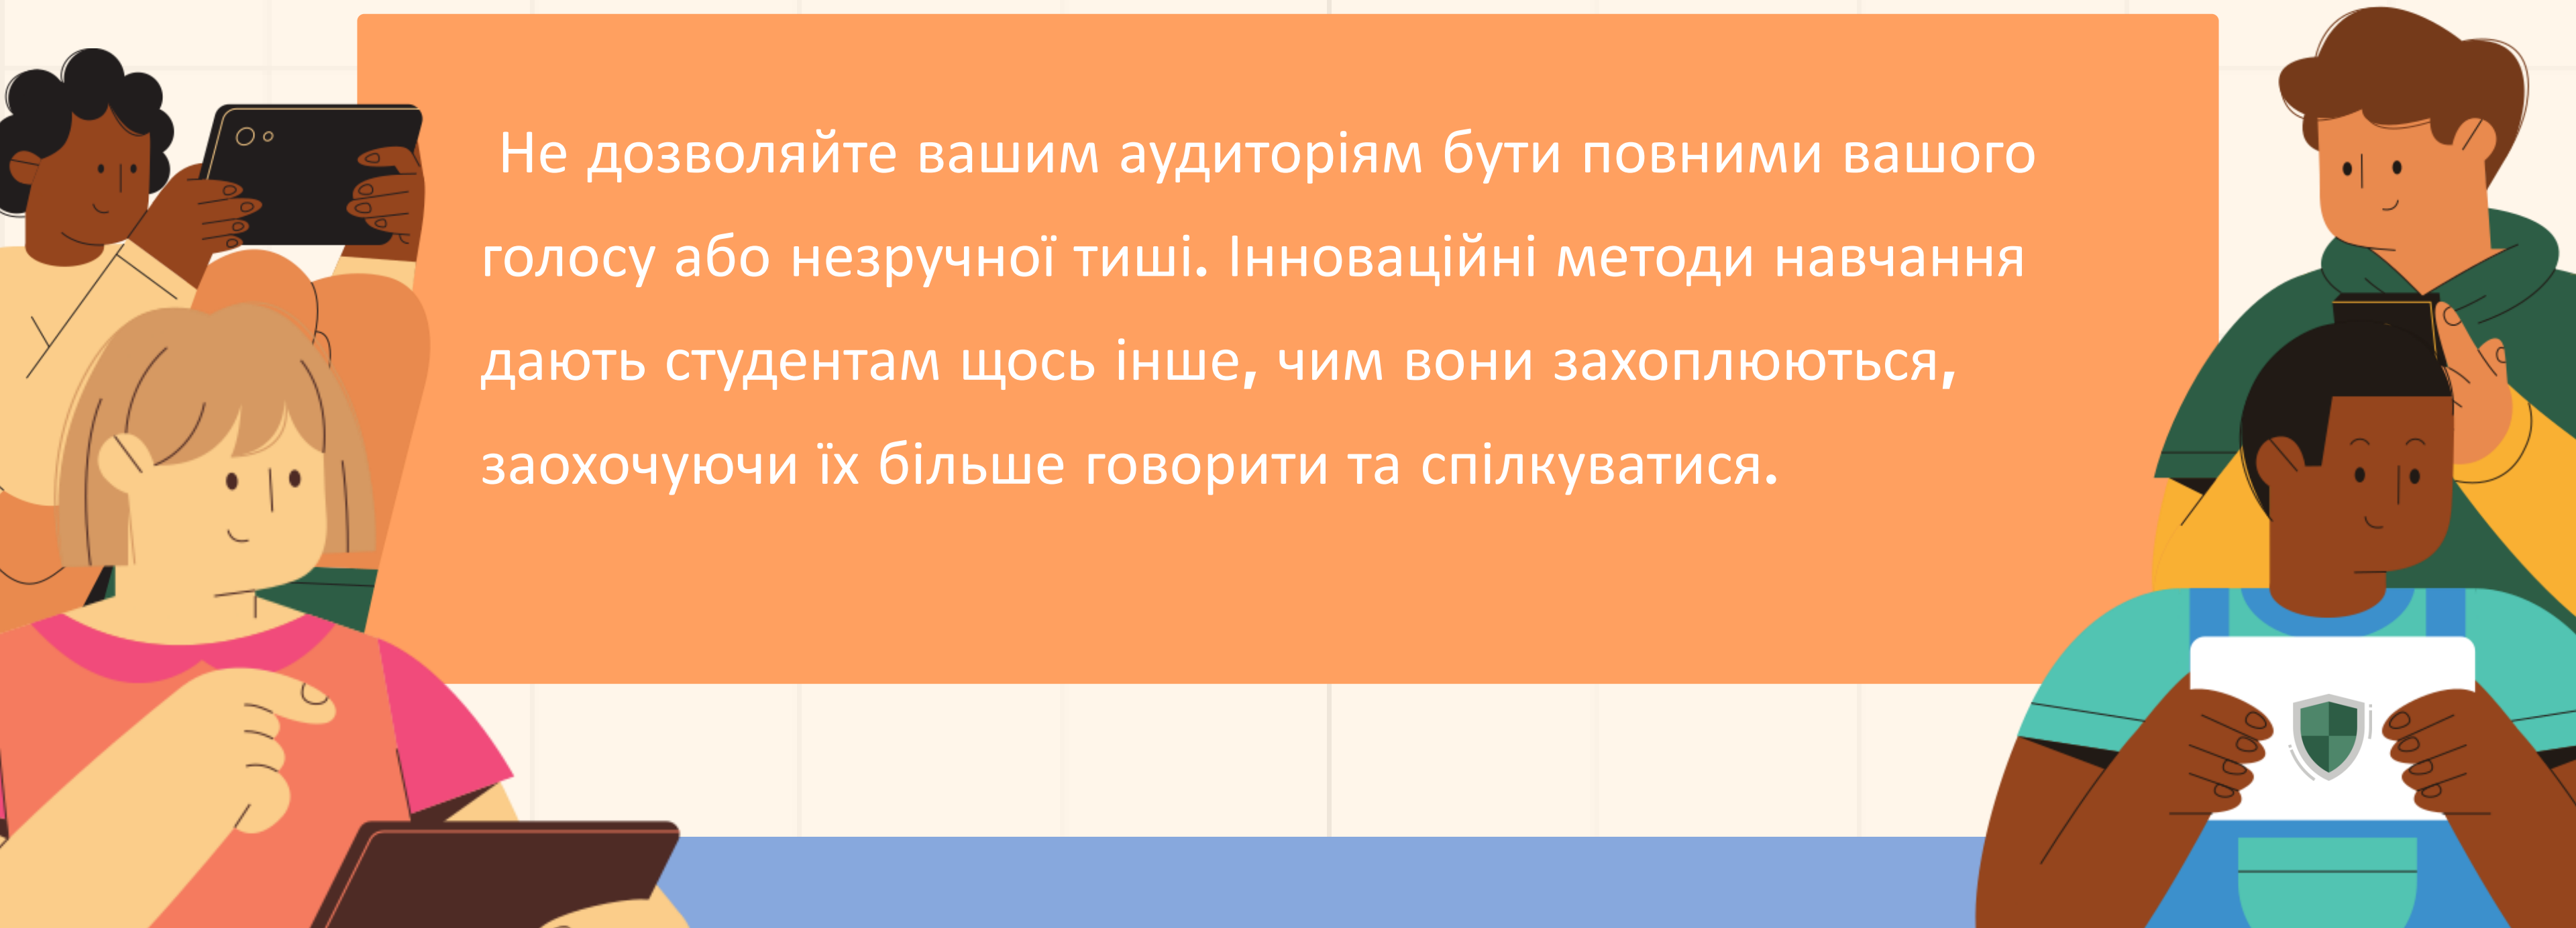 Не дозволяйте вашим аудиторіям бути повними вашого
голосу або незручної тиші. Інноваційні методи навчання
дають студентам щось інше, чим вони захоплюються,
заохочуючи їх більше говорити та спілкуватися.